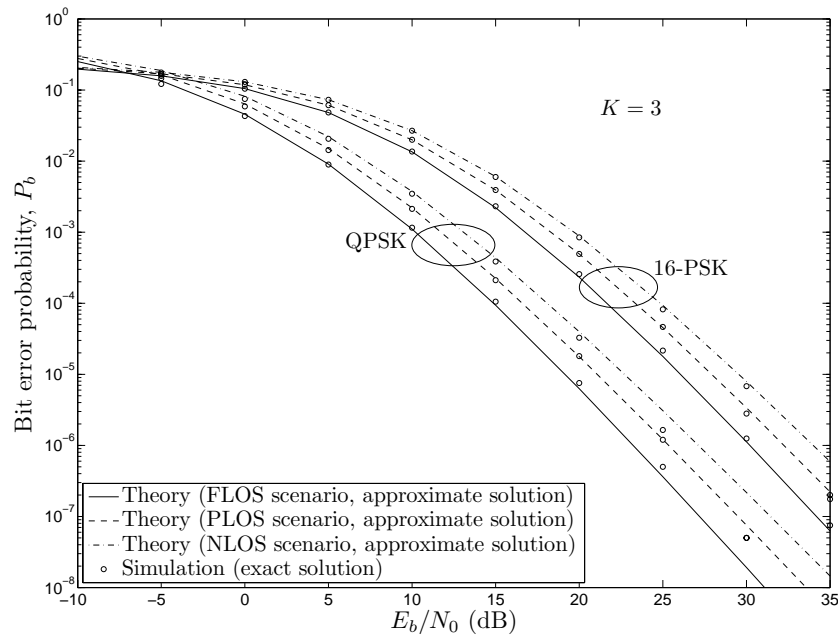 10^0
10^{-1}
10^{-2}
10^{-3}
10^{-4}
10^{-5}
10^{-6}
10^{-7}
10^{-8}
Bit error probability, P_b
K = 3
QPSK
16-PSK
Theory (FLOS scenario, approximate solution)
Theory (PLOS scenario, approximate solution)
Theory (NLOS scenario, approximate solution)
Simulation (exact solution)
−10 −5 0 5 10 15 20 25 30 35
E_b/N_0 (dB)